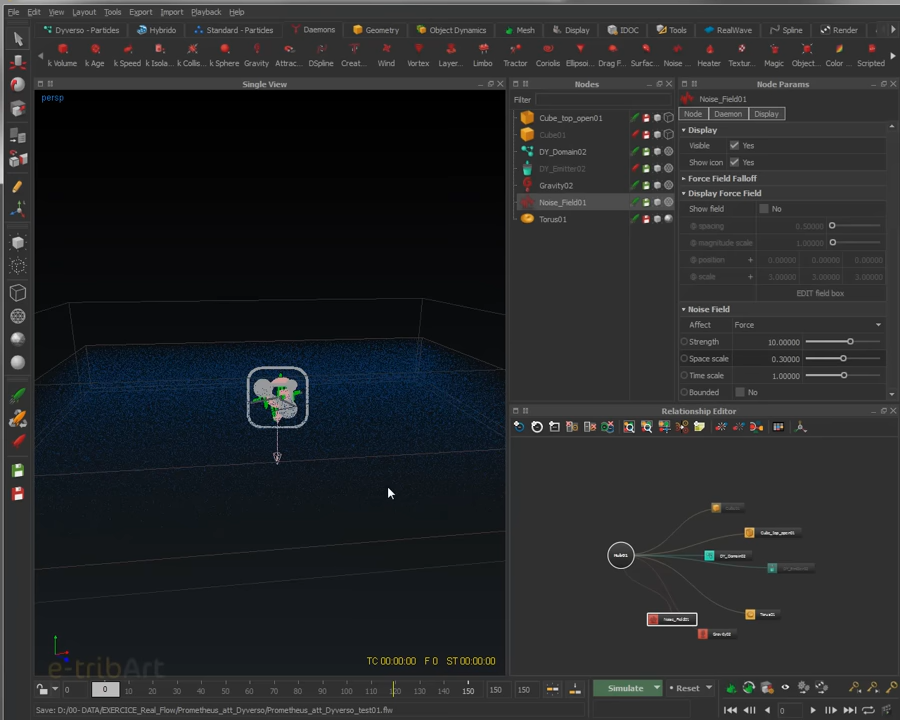 File Edit View Layout Tools Export Import Playback Help
Dyverso - Particles Hybrido Standard - Particles Daemons Geometry Object Dynamics Mesh Display IDOC Tools RealWave Spline Render
k Volume k Age k Speed k Isola... k Collis... k Sphere Gravity Attrac... DSpline Creat... Wind Vortex Layer... Limbo Tractor Coriolis Ellipsoi... Drag F... Surfac... Noise ... Heater Textur... Magic Object... Color ... Scripted
Single View
persp
TC 00:00:00 F 0 ST 00:00:00
e-tribArt
Nodes
Filter
Cube_top_open01
Cube01
DY_Domain02
DY_Emitter02
Gravity02
Noise_Field01
Torus01
Node Params
Noise_Field01
Node Daemon Display
Display
Visible Yes
Show icon Yes
Force Field Falloff
Display Force Field
Show field No
spacing 0.50000
magnitude scale 1.00000
position + 0.00000 0.00000 0.00000
scale + 3.00000 3.00000 3.00000
EDIT field box
Noise Field
Affect Force
Strength 10.00000
Space scale 0.30000
Time scale 1.00000
Bounded No
Relationship Editor
Cube_top_open01
Hub01
DY_Domain02
Torus01
Noise_Field01
Gravity02
0 0 10 20 30 40 50 60 70 80 90 100 110 120 130 140 150 150 150
Simulate Reset
Save: D:/00- DATA/EXERCICE_Real_Flow/Prometheus_att_Dyverso/Prometheus_att_Dyverso_test01.flw
0